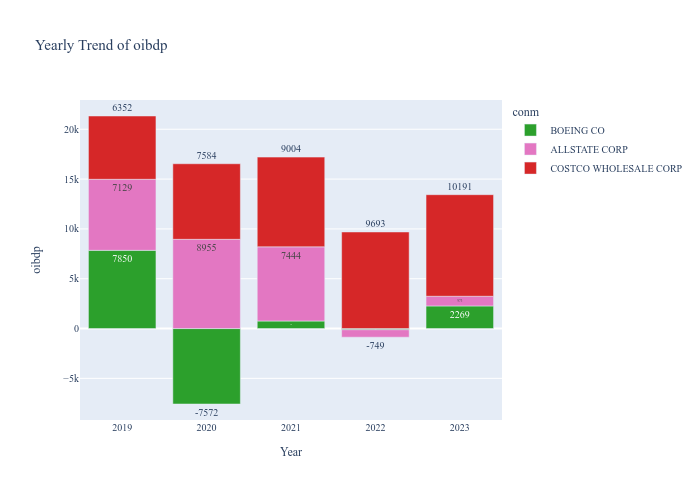 Yearly Trend of oibdp
conm
BOEING CO
ALLSTATE CORP
COSTCO WHOLESALE CORP
6352
7584
9004
9693
10191
7129
8955
7444
7850
2269
-749
-7572
20k
15k
10k
5k
0
−5k
oibdp
2019
2020
2021
2022
2023
Year